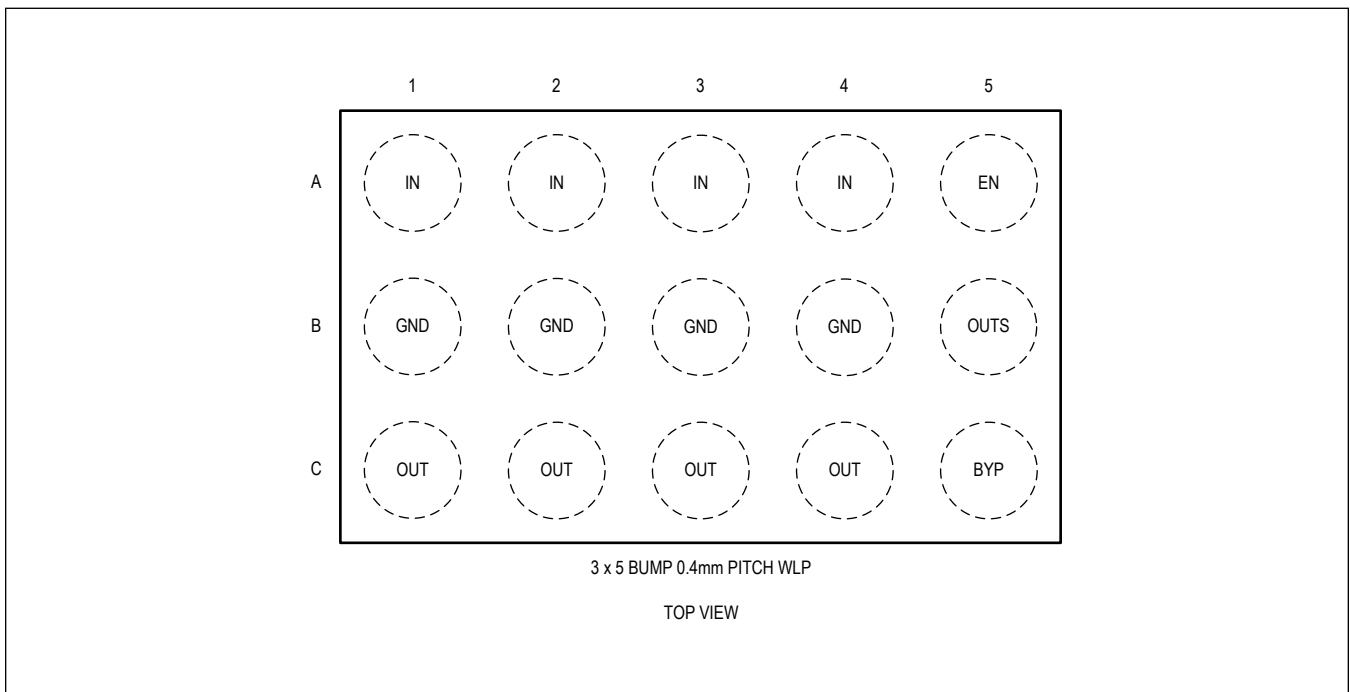 1 2 3 4 5
A IN IN IN IN EN
B GND GND GND GND OUTS
C OUT OUT OUT OUT BYP
3 x 5 BUMP 0.4mm PITCH WLP
TOP VIEW